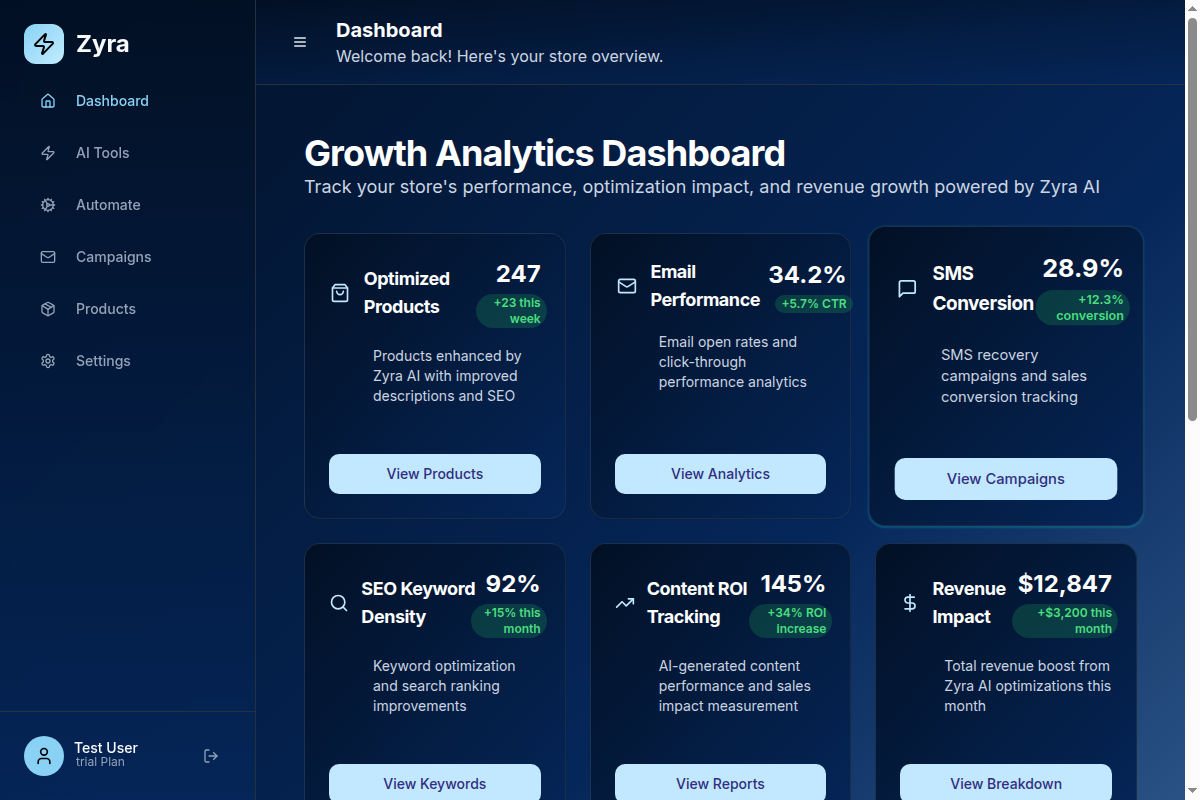 Zyra
Dashboard
AI Tools
Automate
Campaigns
Products
Settings
Test User
trial Plan
Dashboard
Welcome back! Here's your store overview.
Growth Analytics Dashboard
Track your store's performance, optimization impact, and revenue growth powered by Zyra AI
Optimized
Products
247
+23 this
week
Products enhanced by
Zyra AI with improved
descriptions and SEO
View Products
Email
Performance
34.2%
+5.7% CTR
Email open rates and
click-through
performance analytics
View Analytics
SMS
Conversion
28.9%
+12.3%
conversion
SMS recovery
campaigns and sales
conversion tracking
View Campaigns
SEO Keyword
Density
92%
+15% this
month
Keyword optimization
and search ranking
improvements
View Keywords
Content ROI
Tracking
145%
+34% ROI
increase
AI-generated content
performance and sales
impact measurement
View Reports
Revenue
Impact
$12,847
+$3,200 this
month
Total revenue boost from
Zyra AI optimizations this
month
View Breakdown